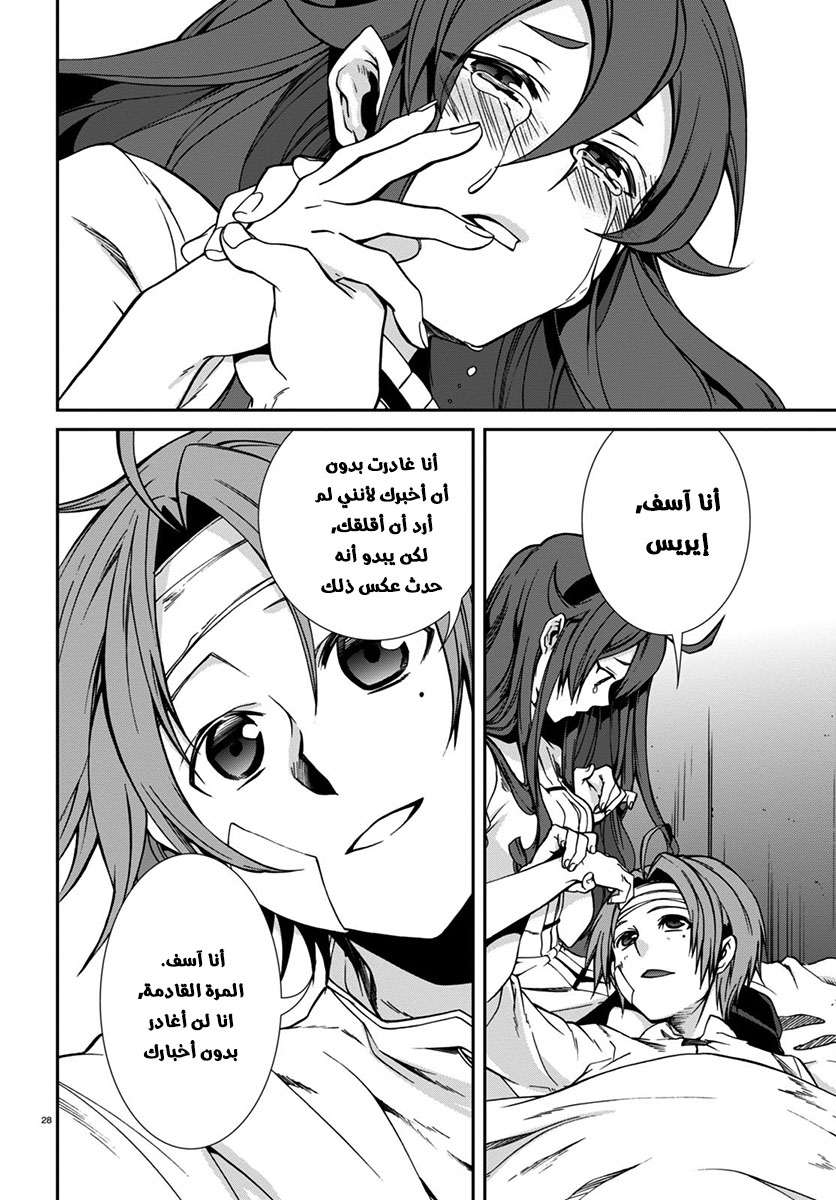 أنا آسف,
إيريس
أنا غادرت بدون
أن أخبرك لأنني لم
أرد أن أقلقك,
لكن يبدو أنه
حدث عكس ذلك
أنا آسف.
المرة القادمة,
انا لن أغادر
بدون أخبارك
28